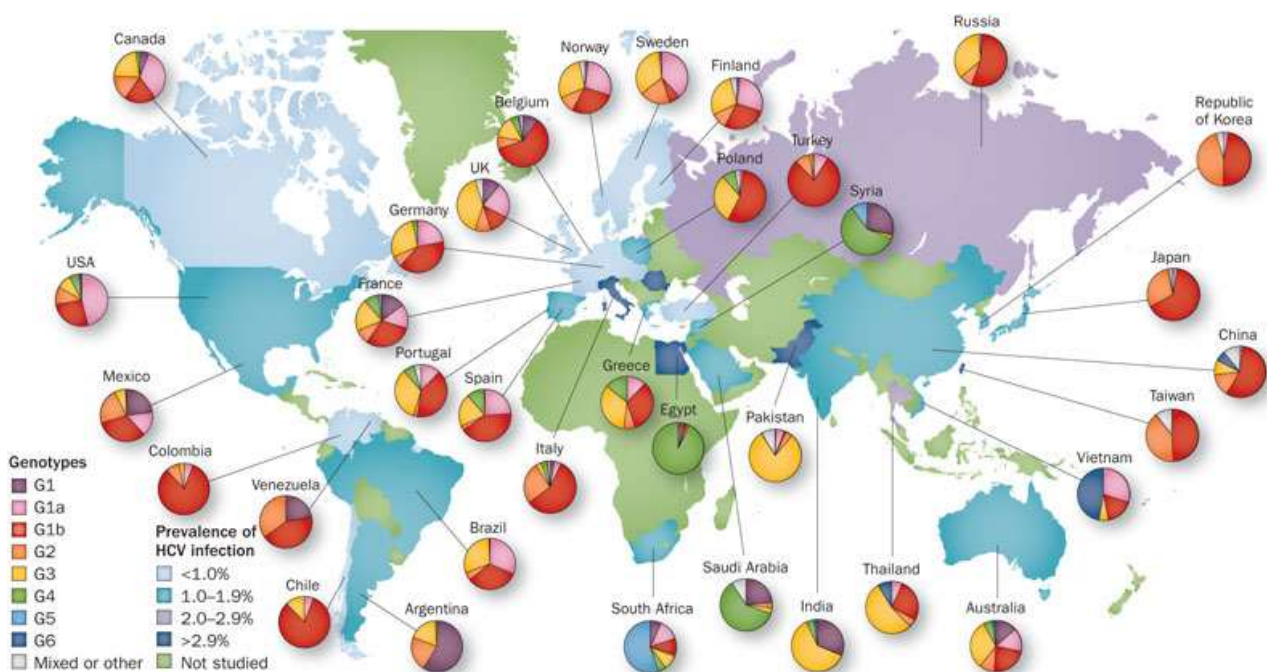 Canada
Norway
Sweden
Finland
Russia
Republic
of Korea
Belgium
UK
Germany
Poland
Turkey
Syria
USA
France
Japan
China
Mexico
Portugal
Spain
Greece
Egypt
Pakistan
Taiwan
Colombia
Venezuela
Italy
Vietnam
Brazil
Chile
Argentina
South Africa
Saudi Arabia
India
Thailand
Australia
Genotypes
G1
G1a
G1b
G2
G3
G4
G5
G6
Mixed or other
Prevalence of
HCV infection
<1.0%
1.0–1.9%
2.0–2.9%
>2.9%
Not studied